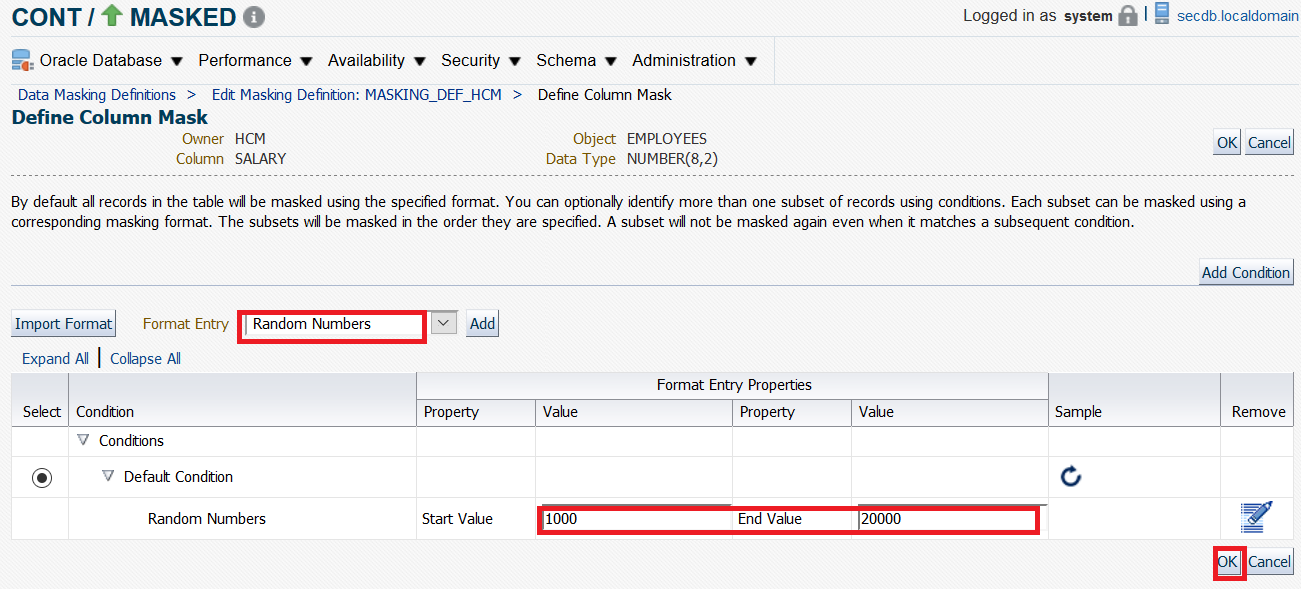 CONT / MASKED
Logged in as system | secdb.localdomain
Oracle Database Performance Availability Security Schema Administration
Data Masking Definitions > Edit Masking Definition: MASKING_DEF_HCM > Define Column Mask
Define Column Mask
Owner HCM Object EMPLOYEES
Column SALARY Data Type NUMBER(8,2)
OK Cancel
By default all records in the table will be masked using the specified format. You can optionally identify more than one subset of records using conditions. Each subset can be masked using a
corresponding masking format. The subsets will be masked in the order they are specified. A subset will not be masked again even when it matches a subsequent condition.
Add Condition
Import Format Format Entry Random Numbers Add
Expand All | Collapse All
Format Entry Properties
Select Condition Property Value Property Value Sample Remove
Conditions
Default Condition
Random Numbers Start Value 1000 End Value 20000
OK Cancel